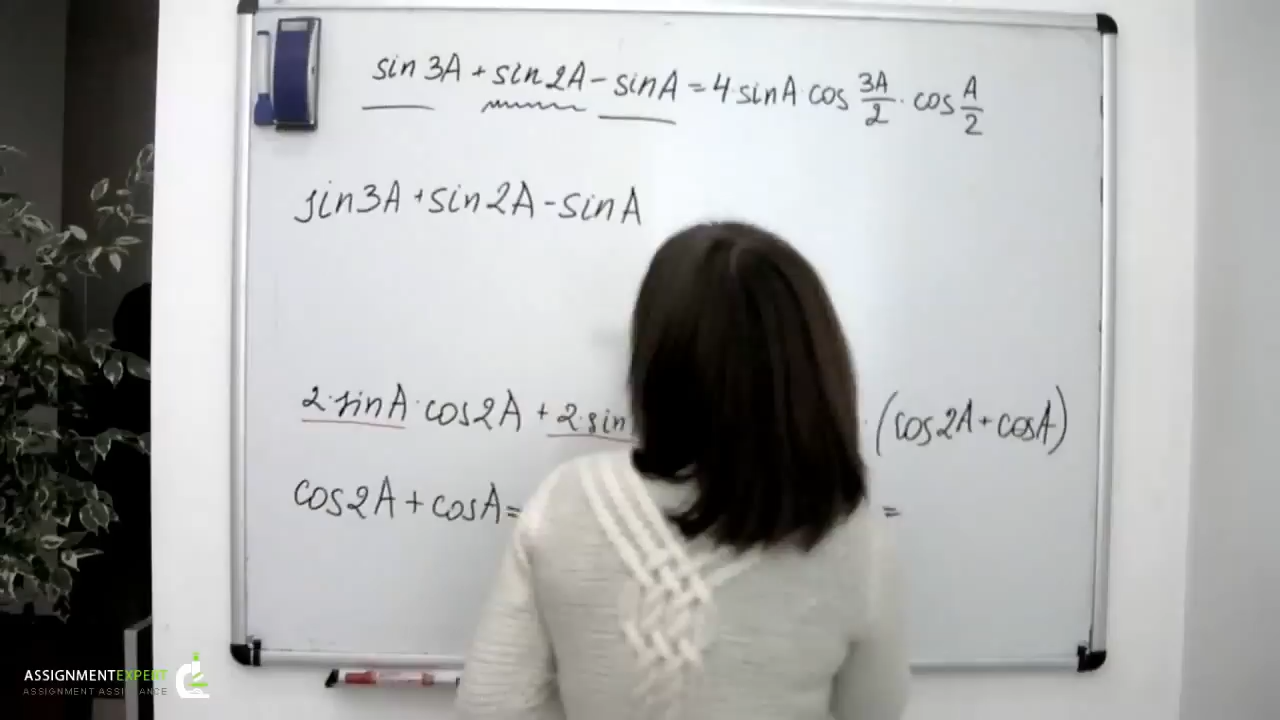 sin 3A + sin 2A - sinA = 4·sinA·cos 3A/2 · cos A/2
sin3A + sin2A - sinA
2·sinA·cos2A + 2·sin · (cos2A + cosA)
cos2A + cosA = =
ASSIGNMENTEXPERT
ASSIGNMENT ASSISTANCE